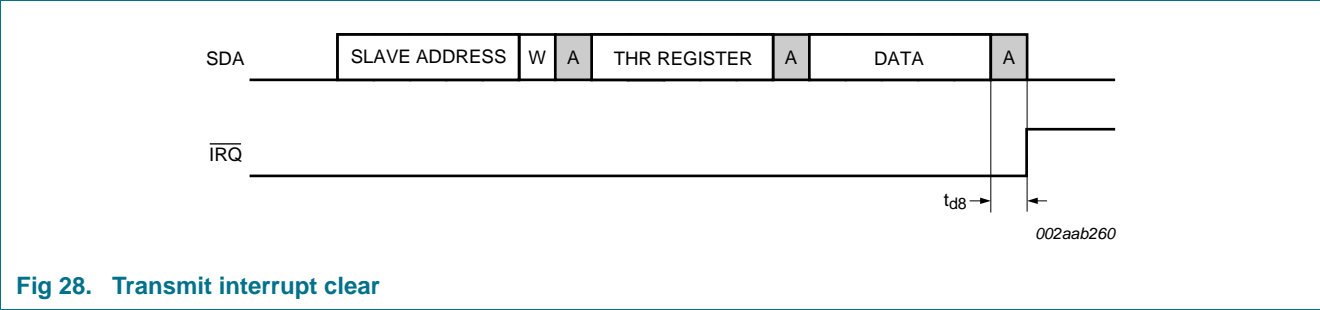 SDA SLAVE ADDRESS W A THR REGISTER A DATA A
IRQ
td8
002aab260
Fig 28. Transmit interrupt clear